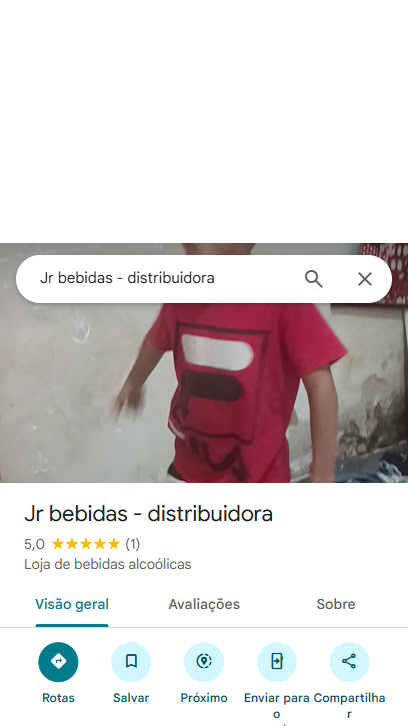 Jr bebidas - distribuidora
Jr bebidas - distribuidora
5,0 ★★★★★ (1)
Loja de bebidas alcoólicas
Visão geral
Avaliações
Sobre
Rotas
Salvar
Próximo
Enviar para o
Compartilhar